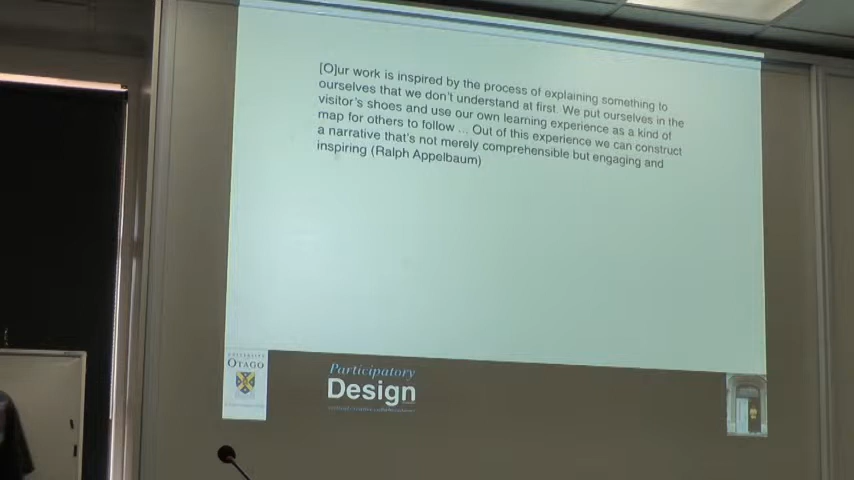 [O]ur work is inspired by the process of explaining something to
ourselves that we don't understand at first. We put ourselves in the
visitor's shoes and use our own learning experience as a kind of
map for others to follow ... Out of this experience we can construct
a narrative that's not merely comprehensible but engaging and
inspiring (Ralph Appelbaum)
UNIVERSITY
OTAGO
Participatory
Design